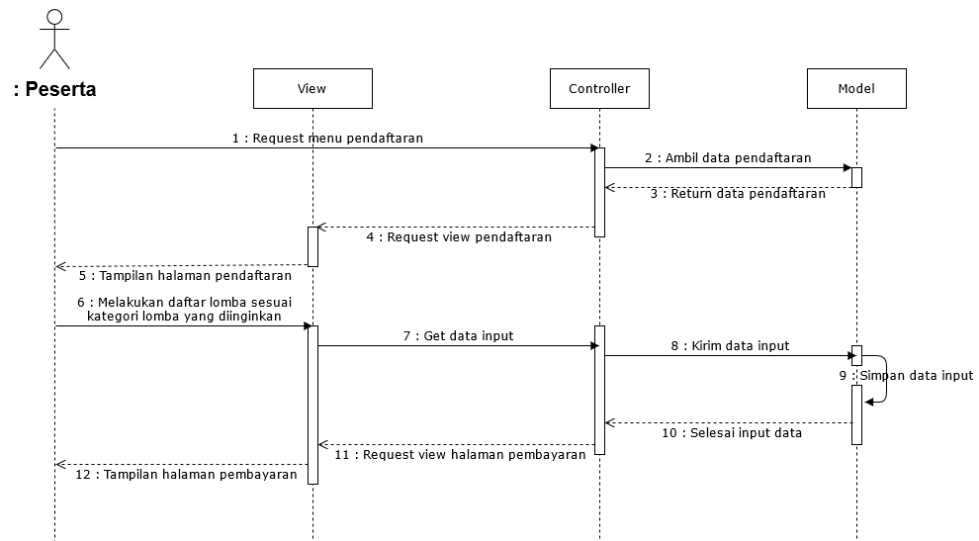 : Peserta
View
Controller
Model
1 : Request menu pendaftaran
2 : Ambil data pendaftaran
3 : Return data pendaftaran
4 : Request view pendaftaran
5 : Tampilan halaman pendaftaran
6 : Melakukan daftar lomba sesuai
kategori lomba yang diinginkan
7 : Get data input
8 : Kirim data input
9 : Simpan data input
10 : Selesai input data
11 : Request view halaman pembayaran
12 : Tampilan halaman pembayaran